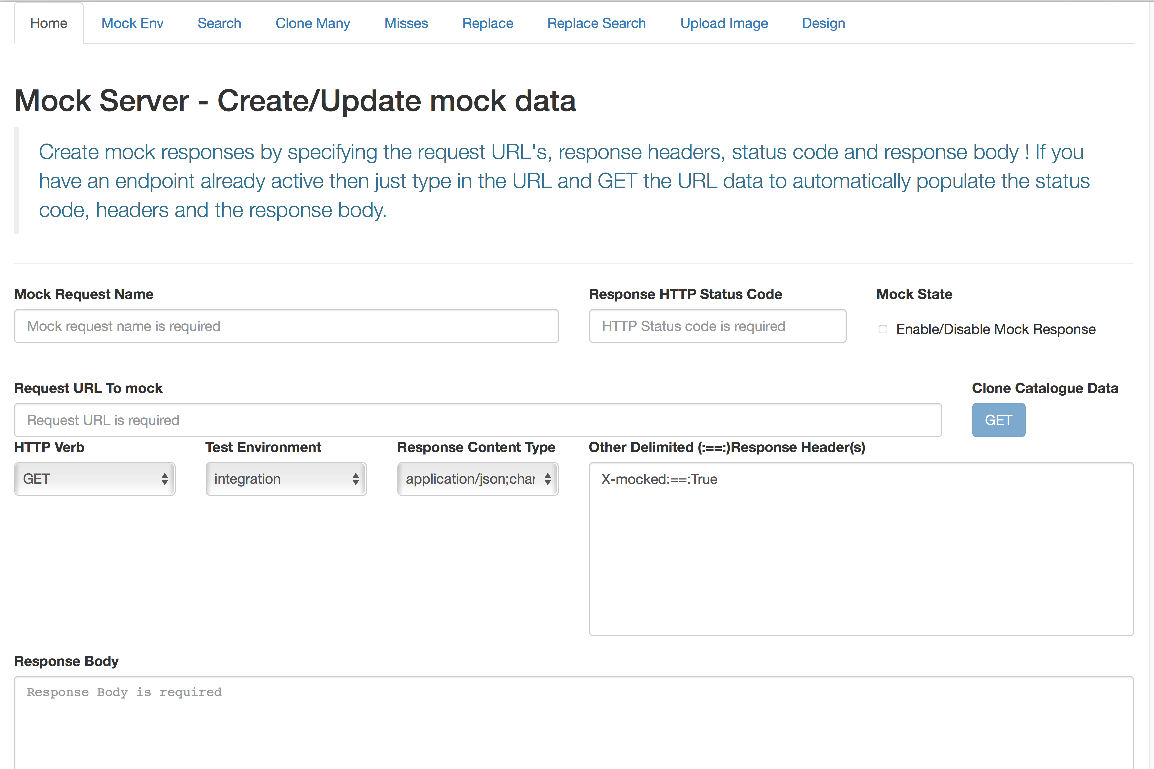 Home Mock Env Search Clone Many Misses Replace Replace Search Upload Image Design
Mock Server - Create/Update mock data
Create mock responses by specifying the request URL's, response headers, status code and response body ! If you
have an endpoint already active then just type in the URL and GET the URL data to automatically populate the status
code, headers and the response body.
Mock Request Name Response HTTP Status Code Mock State
Mock request name is required HTTP Status code is required Enable/Disable Mock Response
Request URL To mock Clone Catalogue Data
Request URL is required GET
HTTP Verb Test Environment Response Content Type Other Delimited (:==:)Response Header(s)
GET integration application/json;char X-mocked:==:True
Response Body
Response Body is required